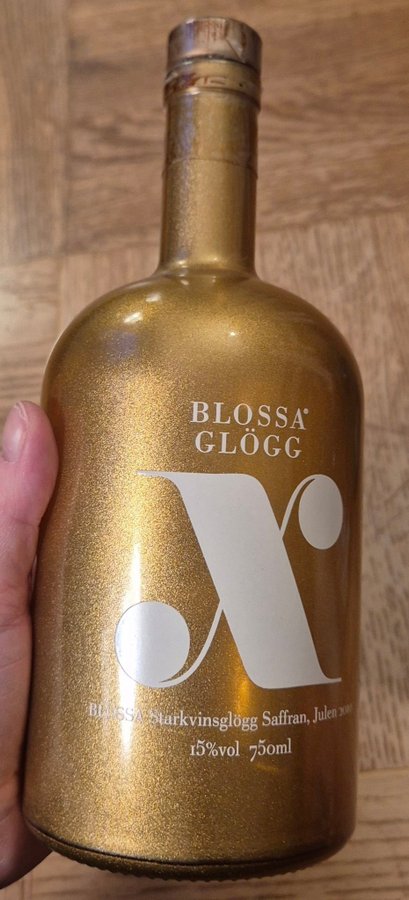 BLOSSA
GLÖGG
X
BLOSSA Starkvinsglögg Saffran, Julen
15%vol 750ml